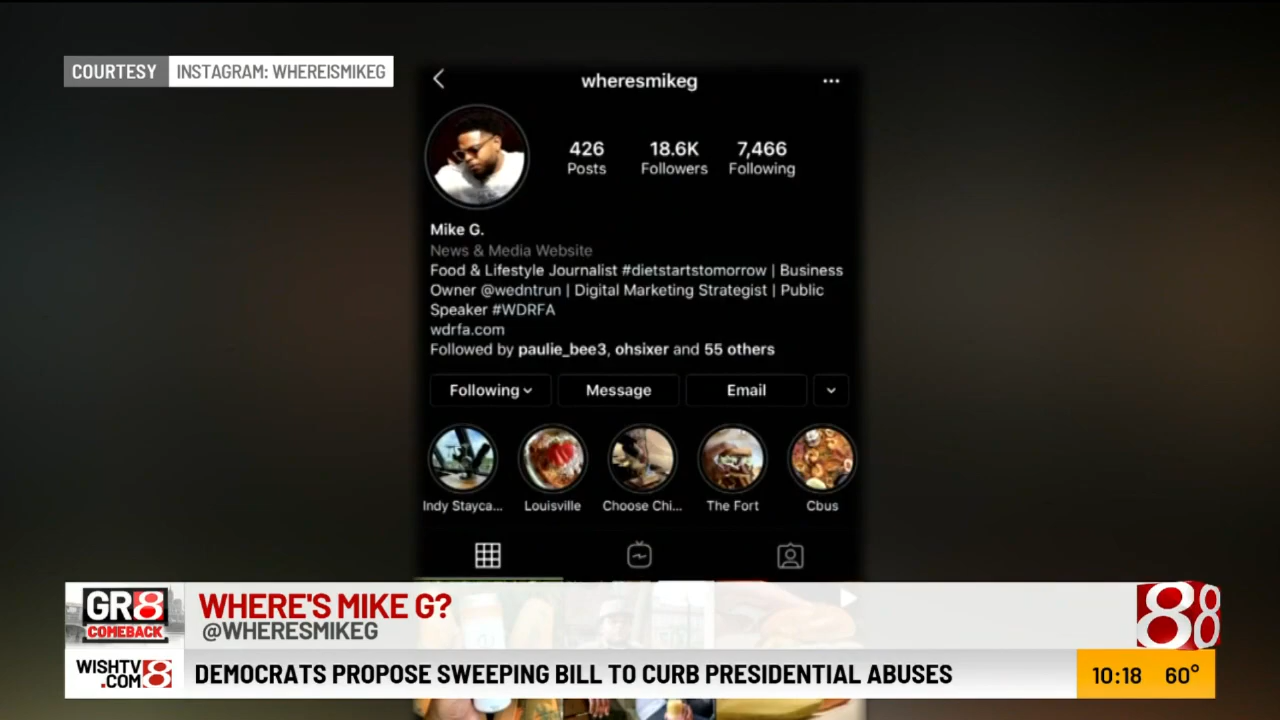 COURTESY INSTAGRAM: WHEREISMIKEG
wheresmikeg
426 18.6K 7,466
Posts Followers Following
Mike G.
News & Media Website
Food & Lifestyle Journalist #dietstartstomorrow | Business
Owner @wedntrun | Digital Marketing Strategist | Public
Speaker #WDRFA
wdrfa.com
Followed by paulie_bee3, ohsixer and 55 others
Following Message Email
Indy Stayca... Louisville Choose Chi... The Fort Cbus
GR8
COMEBACK
WHERE'S MIKE G?
@WHERESMIKEG
8 8
WISHTV
.COM 8
DEMOCRATS PROPOSE SWEEPING BILL TO CURB PRESIDENTIAL ABUSES
10:18 60°